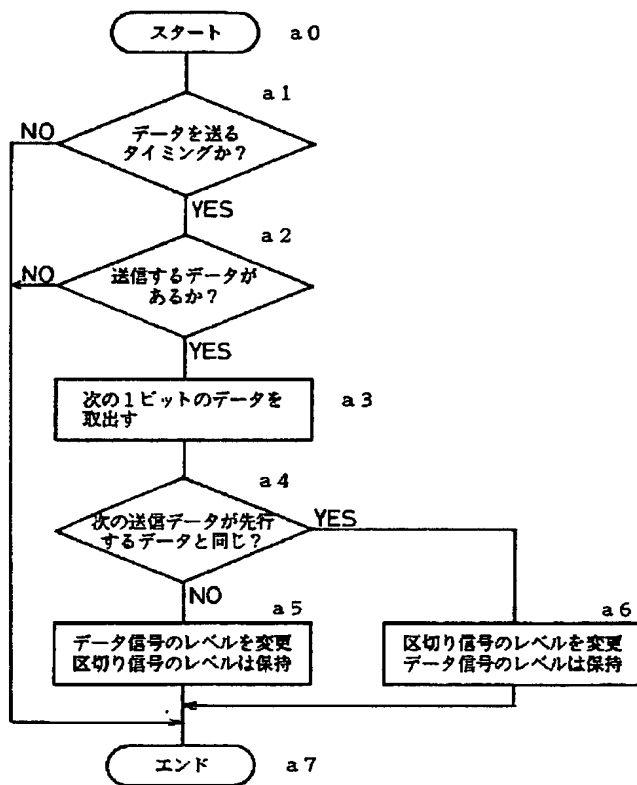 スタート
a0
a1
NO
データを送る
タイミングか?
YES
a2
NO
送信するデータが
あるか?
YES
次の1ビットのデータを
取出す
a3
a4
次の送信データが先行
するデータと同じ?
YES
NO
a5
データ信号のレベルを変更
区切り信号のレベルは保持
a6
区切り信号のレベルを変更
データ信号のレベルは保持
エンド
a7